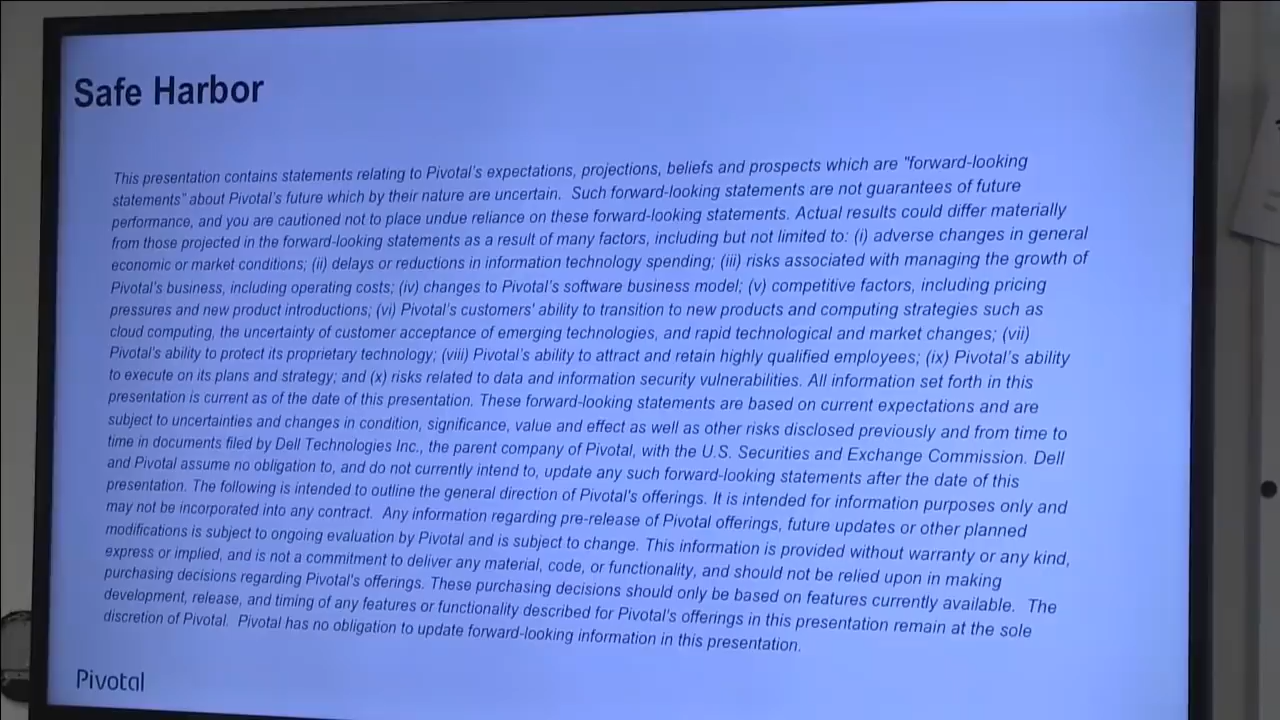 Safe Harbor
This presentation contains statements relating to Pivotal's expectations, projections, beliefs and prospects which are "forward-looking
statements" about Pivotal's future which by their nature are uncertain.  Such forward-looking statements are not guarantees of future
performance, and you are cautioned not to place undue reliance on these forward-looking statements. Actual results could differ materially
from those projected in the forward-looking statements as a result of many factors, including but not limited to: (i) adverse changes in general
economic or market conditions; (ii) delays or reductions in information technology spending; (iii) risks associated with managing the growth of
Pivotal's business, including operating costs; (iv) changes to Pivotal's software business model; (v) competitive factors, including pricing
pressures and new product introductions; (vi) Pivotal's customers' ability to transition to new products and computing strategies such as
cloud computing, the uncertainty of customer acceptance of emerging technologies, and rapid technological and market changes; (vii)
Pivotal's ability to protect its proprietary technology; (viii) Pivotal's ability to attract and retain highly qualified employees; (ix) Pivotal's ability
to execute on its plans and strategy; and (x) risks related to data and information security vulnerabilities. All information set forth in this
presentation is current as of the date of this presentation. These forward-looking statements are based on current expectations and are
subject to uncertainties and changes in condition, significance, value and effect as well as other risks disclosed previously and from time to
time in documents filed by Dell Technologies Inc., the parent company of Pivotal, with the U.S. Securities and Exchange Commission. Dell
and Pivotal assume no obligation to, and do not currently intend to, update any such forward-looking statements after the date of this
presentation. The following is intended to outline the general direction of Pivotal's offerings. It is intended for information purposes only and
may not be incorporated into any contract.  Any information regarding pre-release of Pivotal offerings, future updates or other planned
modifications is subject to ongoing evaluation by Pivotal and is subject to change. This information is provided without warranty or any kind,
express or implied, and is not a commitment to deliver any material, code, or functionality, and should not be relied upon in making
purchasing decisions regarding Pivotal's offerings. These purchasing decisions should only be based on features currently available.  The
development, release, and timing of any features or functionality described for Pivotal's offerings in this presentation remain at the sole
discretion of Pivotal.  Pivotal has no obligation to update forward-looking information in this presentation.
Pivotal